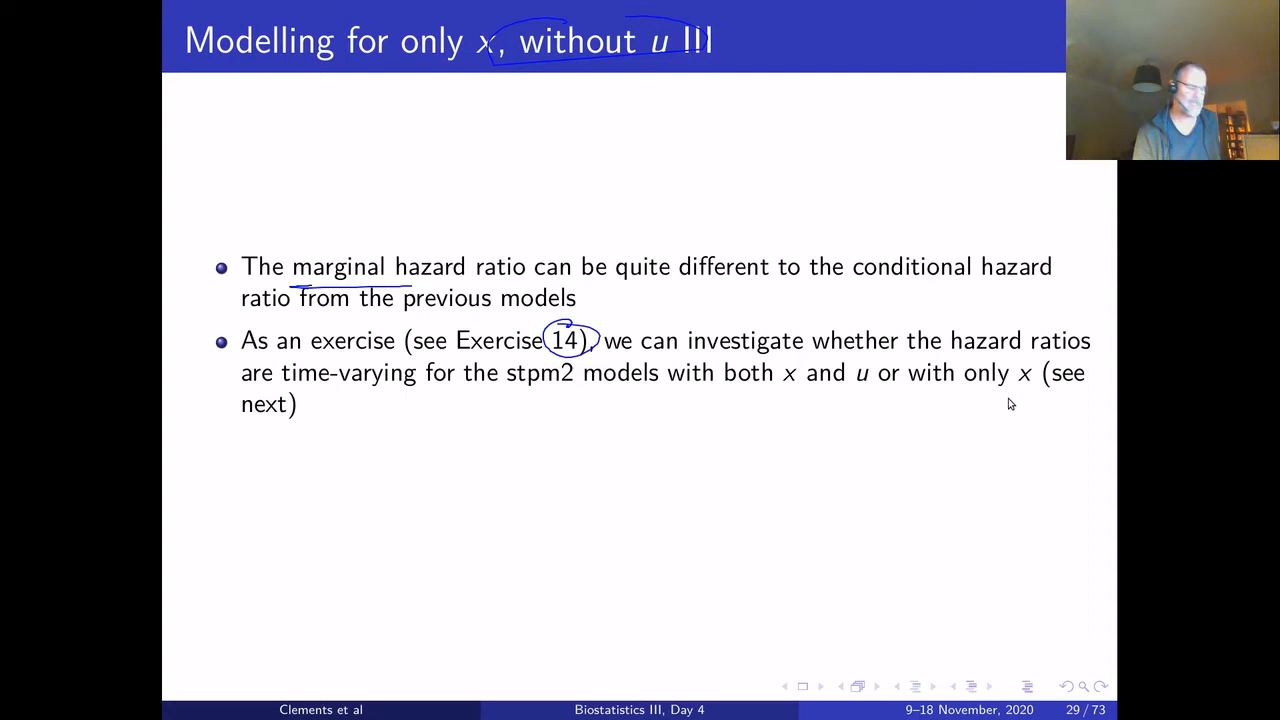 Modelling for only x, without u III
The marginal hazard ratio can be quite different to the conditional hazard
ratio from the previous models
As an exercise (see Exercise 14), we can investigate whether the hazard ratios
are time-varying for the stpm2 models with both x and u or with only x (see
next)
Clements et al
Biostatistics III, Day 4
9–18 November, 2020
29 / 73